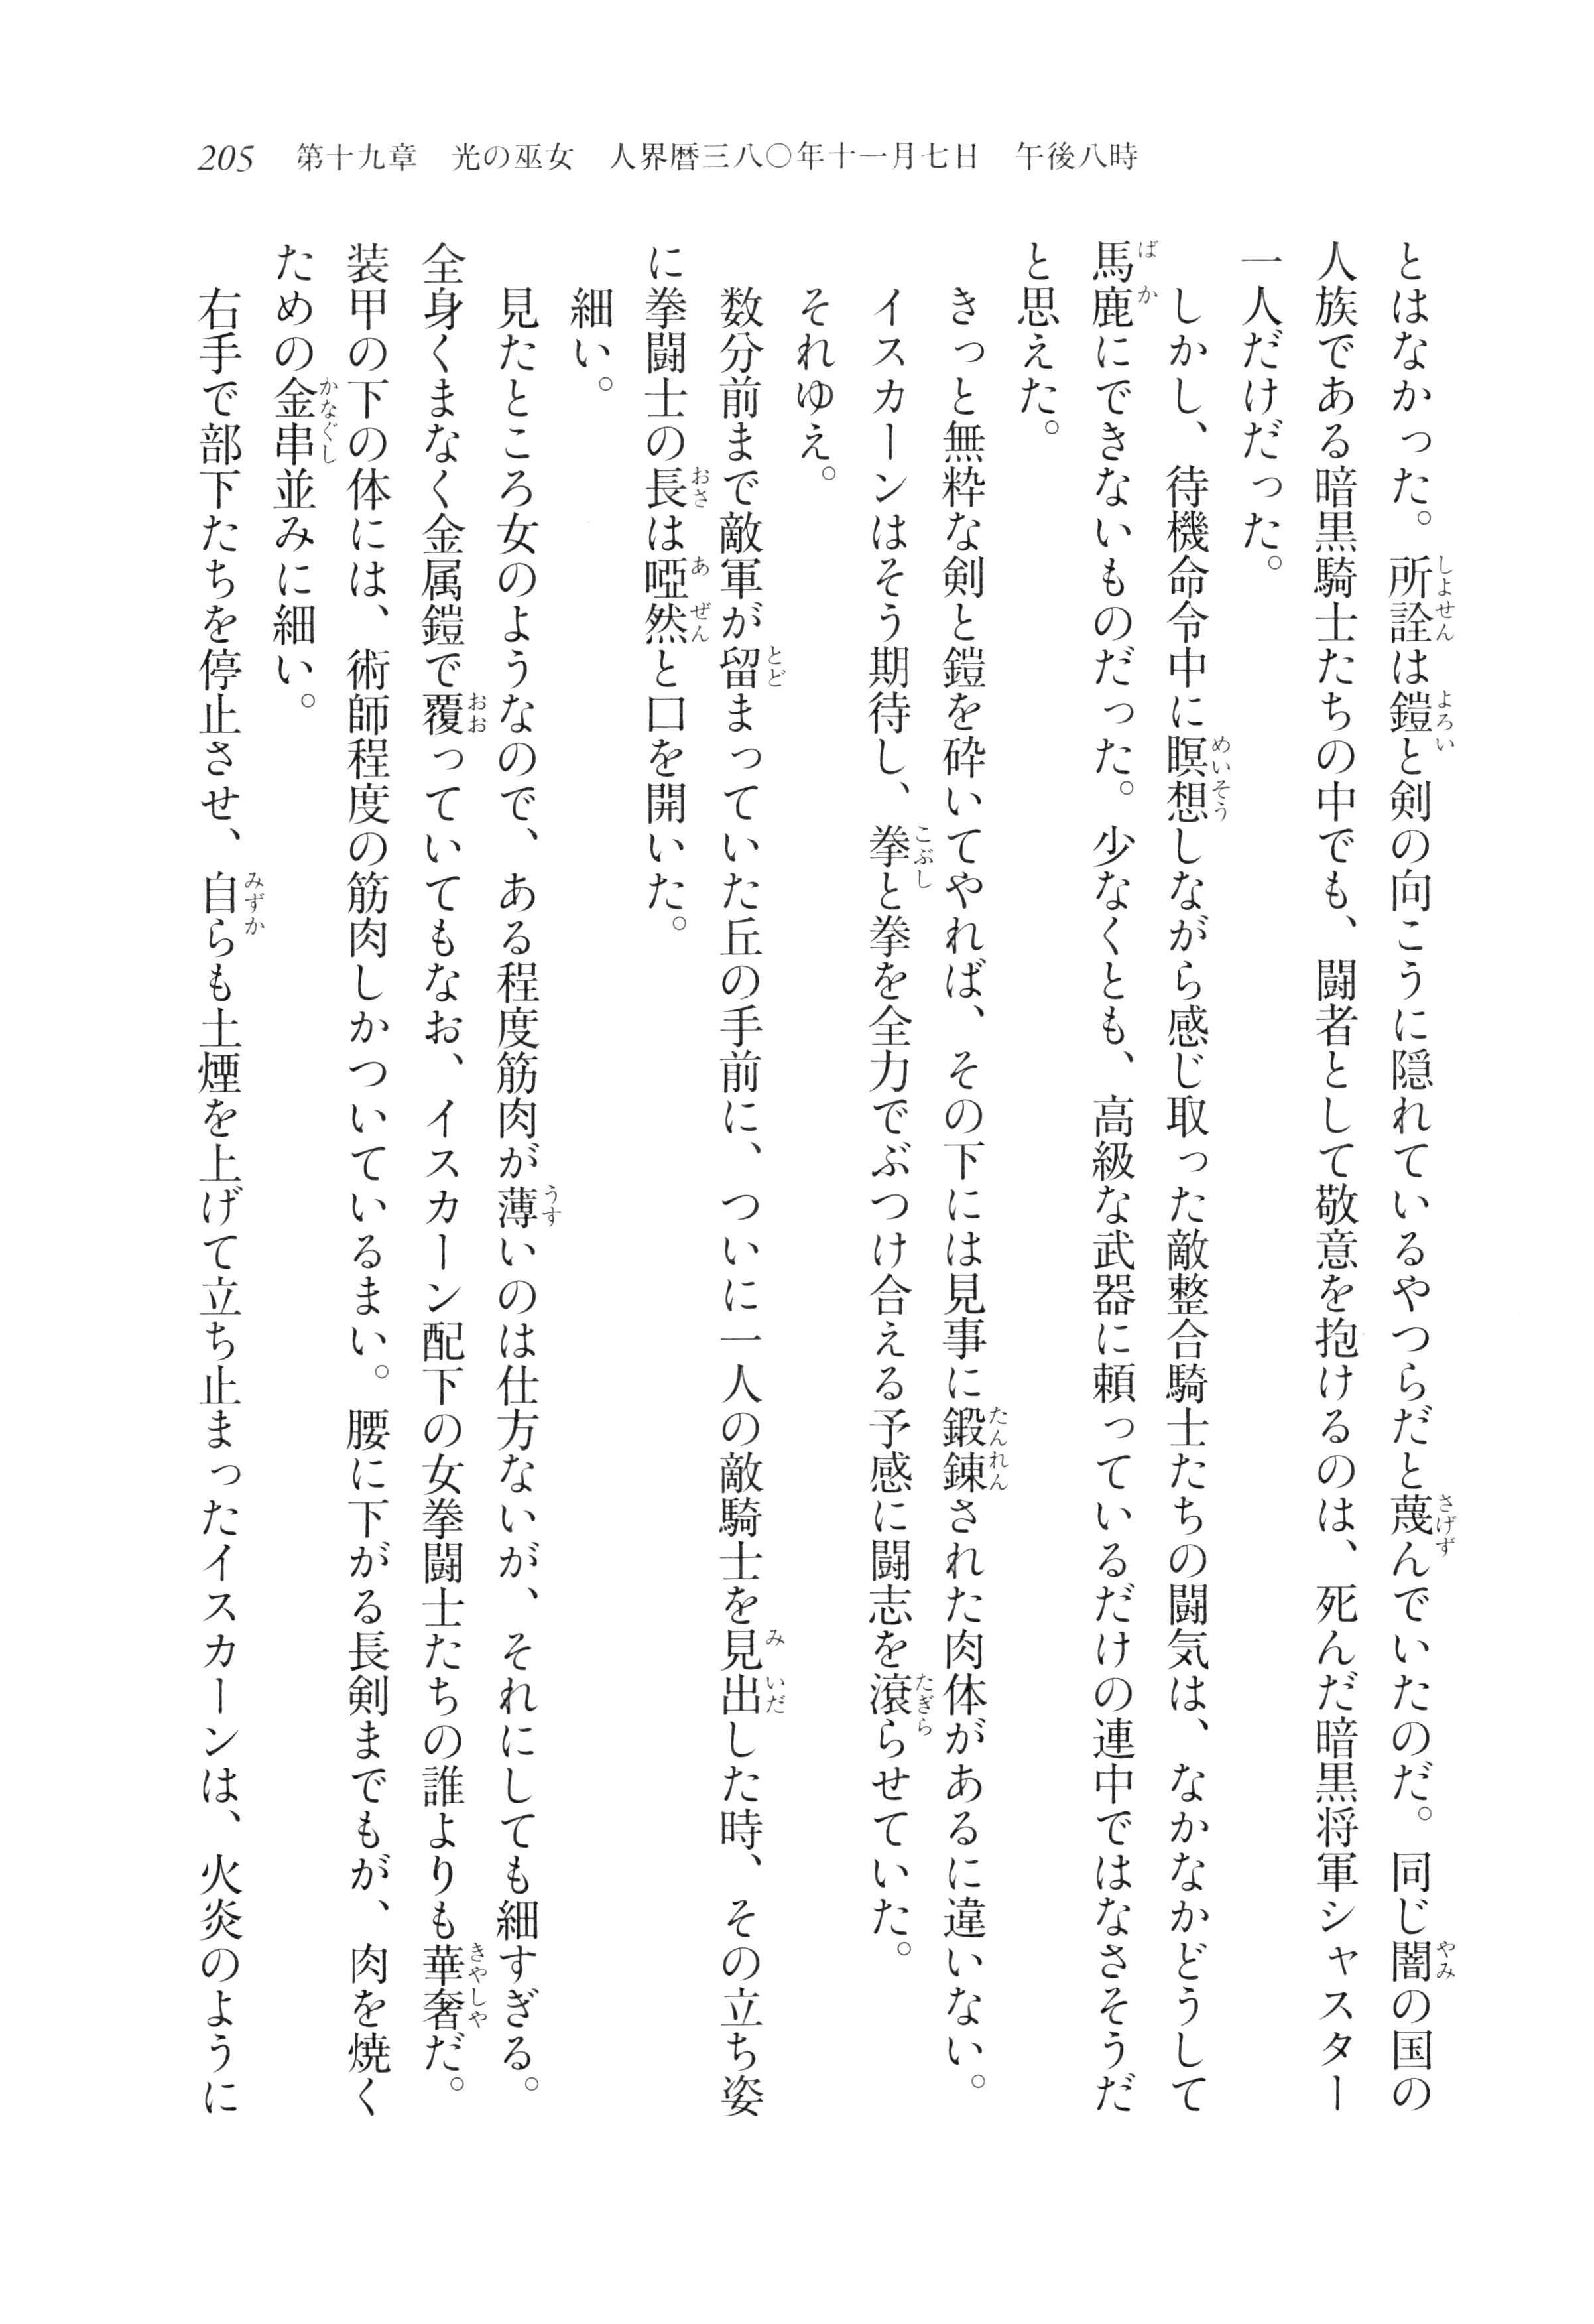 205　第十九章　光の巫女　人界暦三八〇年十一月七日　午後八時
とはなかった。所詮は鎧と剣の向こうに隠れているやつらだと蔑んでいたのだ。同じ闇の国の
人族である暗黒騎士たちの中でも、闘者として敬意を抱けるのは、死んだ暗黒将軍シャスター
一人だけだった。
　しかし、待機命令中に瞑想しながら感じ取った敵整合騎士たちの闘気は、なかなかどうして
馬鹿にできないものだった。少なくとも、高級な武器に頼っているだけの連中ではなさそうだ
と思えた。
　きっと無粋な剣と鎧を砕いてやれば、その下には見事に鍛錬された肉体があるに違いない。
　イスカーンはそう期待し、拳と拳を全力でぶつけ合える予感に闘志を滾らせていた。
　それゆえ。
　数分前まで敵軍が留まっていた丘の手前に、ついに一人の敵騎士を見出した時、その立ち姿
に拳闘士の長は啞然と口を開いた。
　細い。
　見たところ女のようなので、ある程度筋肉が薄いのは仕方ないが、それにしても細すぎる。
全身くまなく金属鎧で覆っていてもなお、イスカーン配下の女拳闘士たちの誰よりも華奢だ。
装甲の下の体には、術師程度の筋肉しかついているまい。腰に下がる長剣までもが、肉を焼く
ための金串並みに細い。
　右手で部下たちを停止させ、自らも土煙を上げて立ち止まったイスカーンは、火炎のように